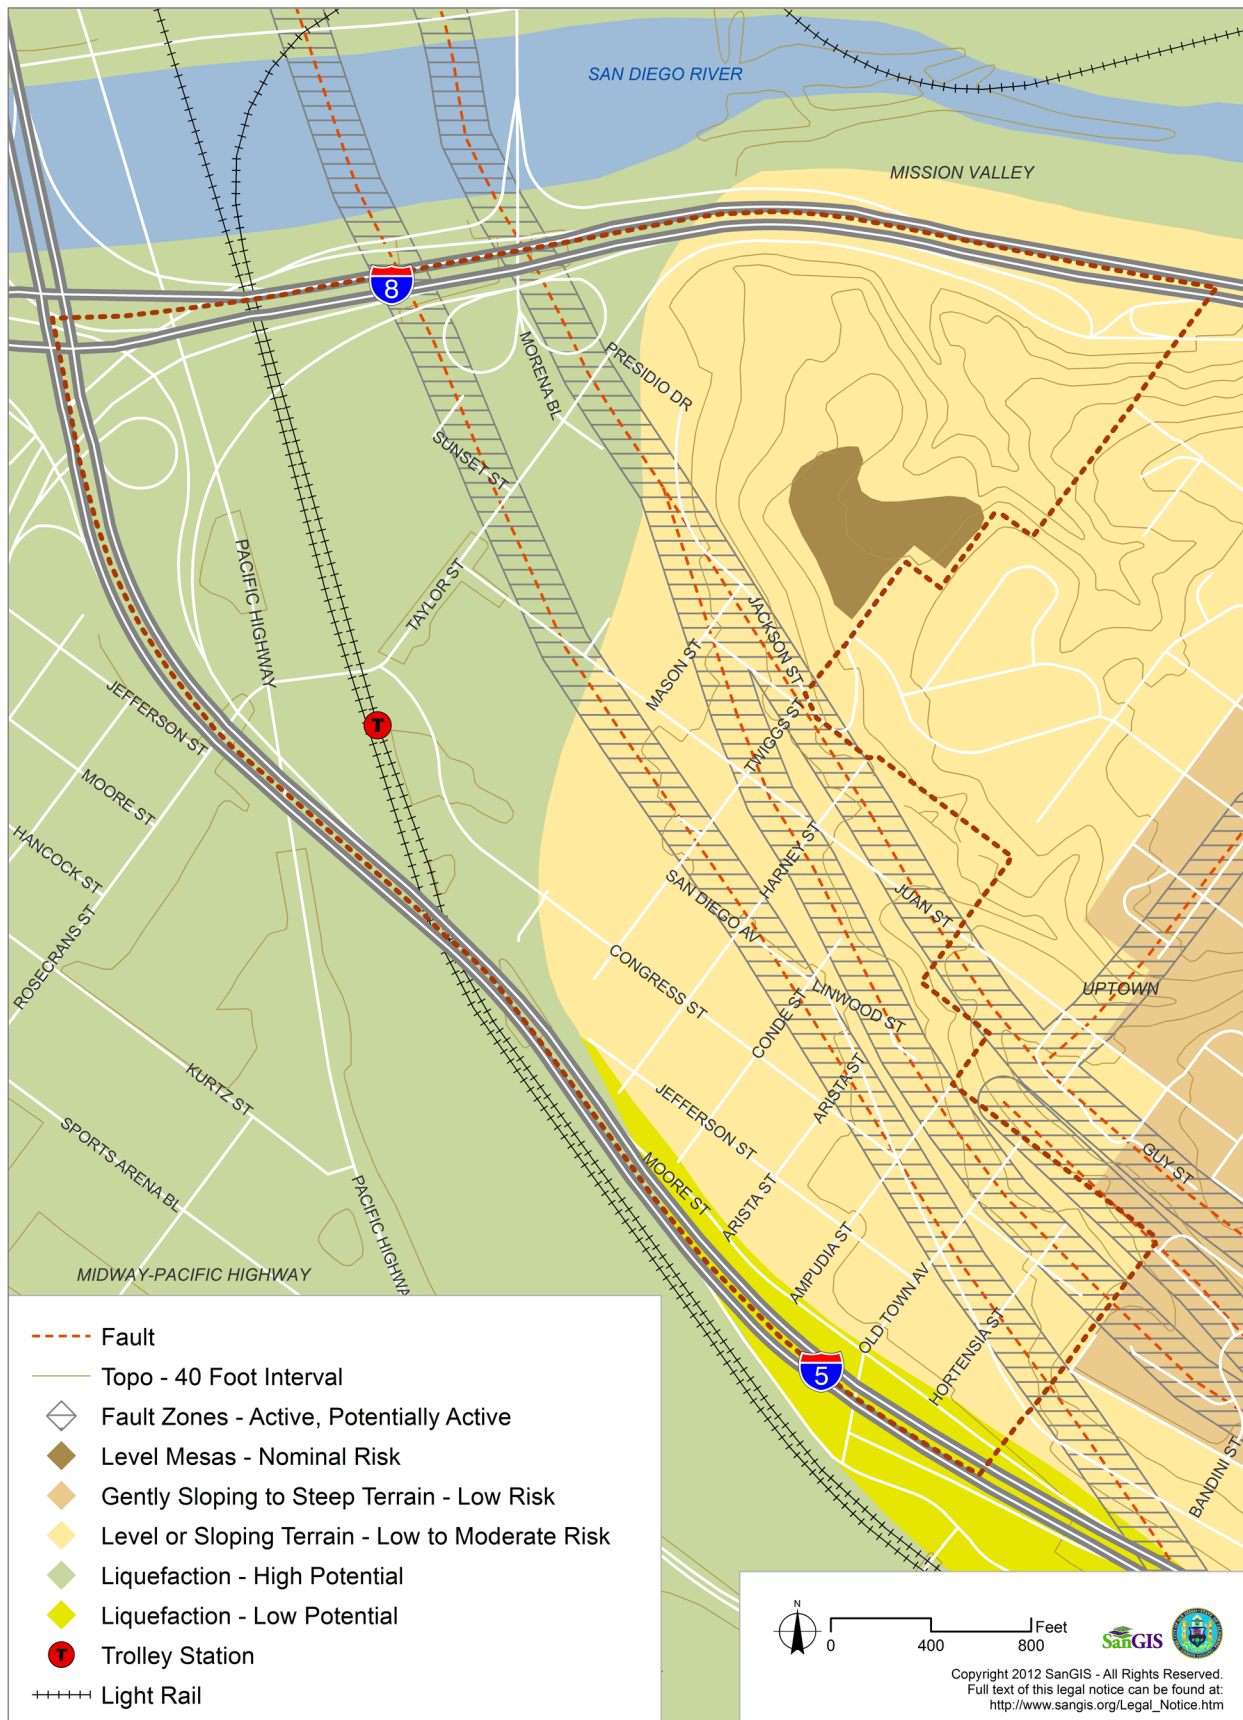 SAN DIEGO RIVER
MISSION VALLEY
8
MORENA BL
PRESIDIO DR
SUNSET ST
PACIFIC HIGHWAY
TAYLOR ST
JACKSON ST
MASON ST
JEFFERSON ST
T
TWIGGS ST
MOORE ST
HANCOCK ST
HARNEY ST
SAN DIEGO AV
JUAN ST
ROSECRANS ST
CONGRESS ST
LINWOOD ST
UPTOWN
CONDE ST
KURTZ ST
ARISTA ST
JEFFERSON ST
SPORTS ARENA BL
MOORE ST
GUY ST
ARISTA ST
PACIFIC HIGHWA
AMPUDIA ST
MIDWAY-PACIFIC HIGHWAY
OLD TOWN AV
HORTENSIA ST
5
BANDINI ST
Fault
Topo - 40 Foot Interval
Fault Zones - Active, Potentially Active
Level Mesas - Nominal Risk
Gently Sloping to Steep Terrain - Low Risk
Level or Sloping Terrain - Low to Moderate Risk
Liquefaction - High Potential
Liquefaction - Low Potential
T Trolley Station
Light Rail
N
Feet
0 400 800
SanGIS
Copyright 2012 SanGIS - All Rights Reserved.
Full text of this legal notice can be found at:
http://www.sangis.org/Legal_Notice.htm